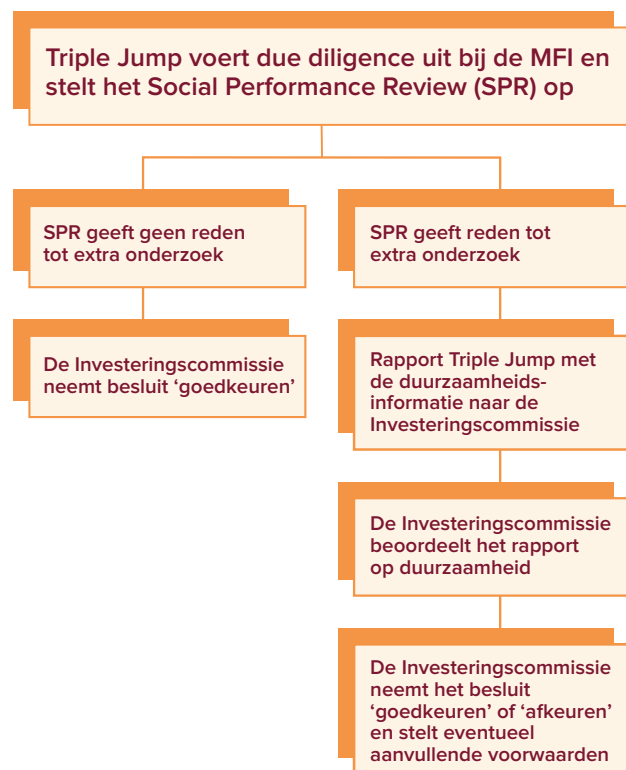 Triple Jump voert due diligence uit bij de MFI en
stelt het Social Performance Review (SPR) op
SPR geeft geen reden
tot extra onderzoek
De Investeringscommissie
neemt besluit ‘goedkeuren’
SPR geeft reden tot
extra onderzoek
Rapport Triple Jump met
de duurzaamheids-
informatie naar de
Investeringscommissie
De Investeringscommissie
beoordeelt het rapport
op duurzaamheid
De Investeringscommissie
neemt het besluit
‘goedkeuren’ of ‘afkeuren’
en stelt eventueel
aanvullende voorwaarden